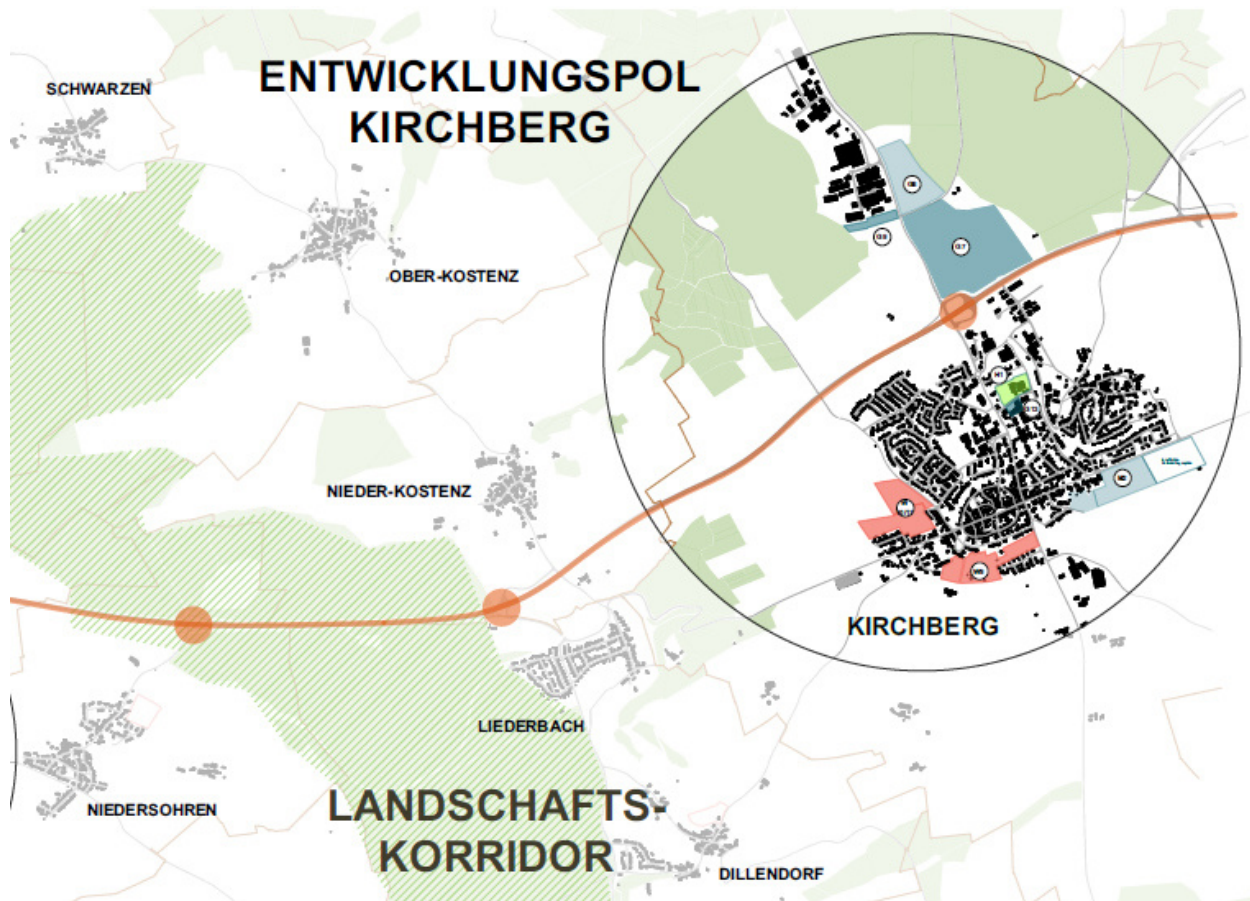 ENTWICKLUNGSPOL
KIRCHBERG
SCHWARZEN
OBER-KOSTENZ
NIEDER-KOSTENZ
KIRCHBERG
LIEDERBACH
NIEDERSOHREN
LANDSCHAFTS-
KORRIDOR
DILLENDORF